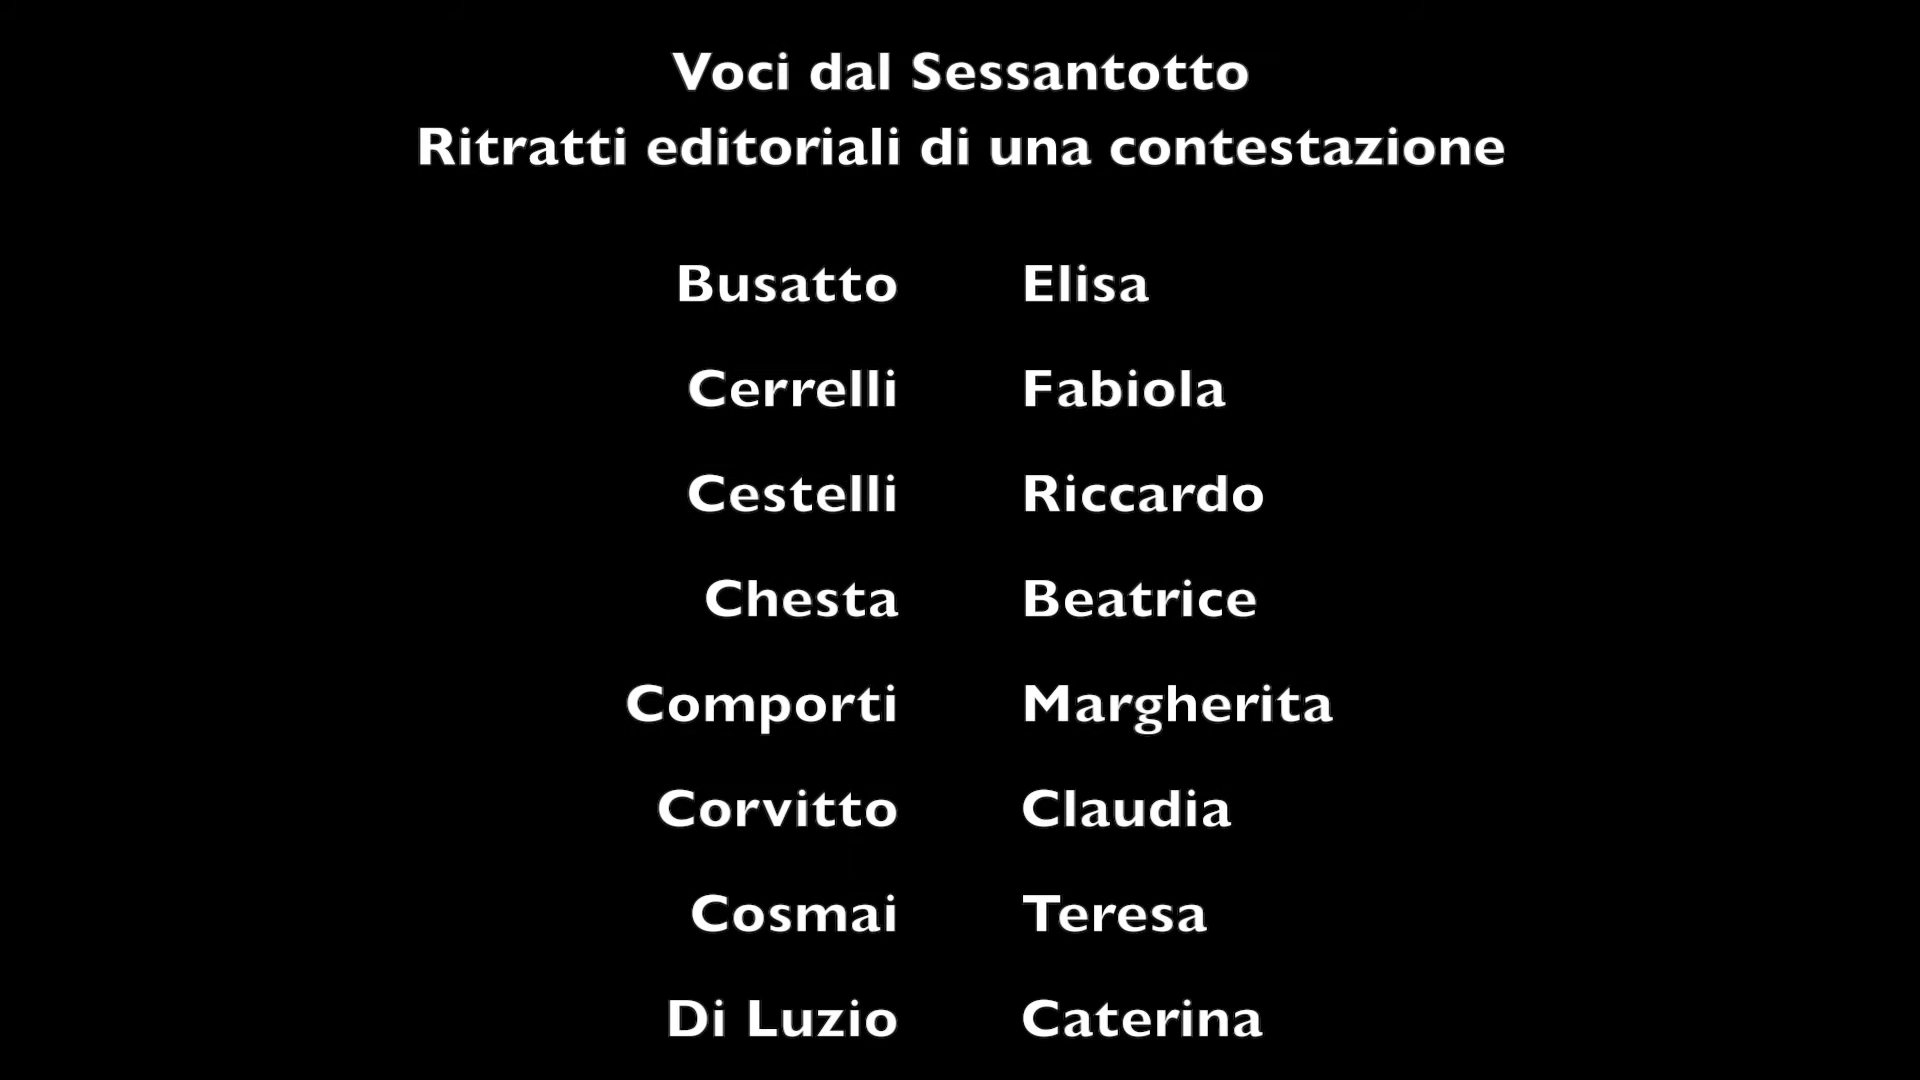 Voci dal Sessantotto
Ritratti editoriali di una contestazione
Busatto Elisa
Cerrelli Fabiola
Cestelli Riccardo
Chesta Beatrice
Comporti Margherita
Corvitto Claudia
Cosmai Teresa
Di Luzio Caterina